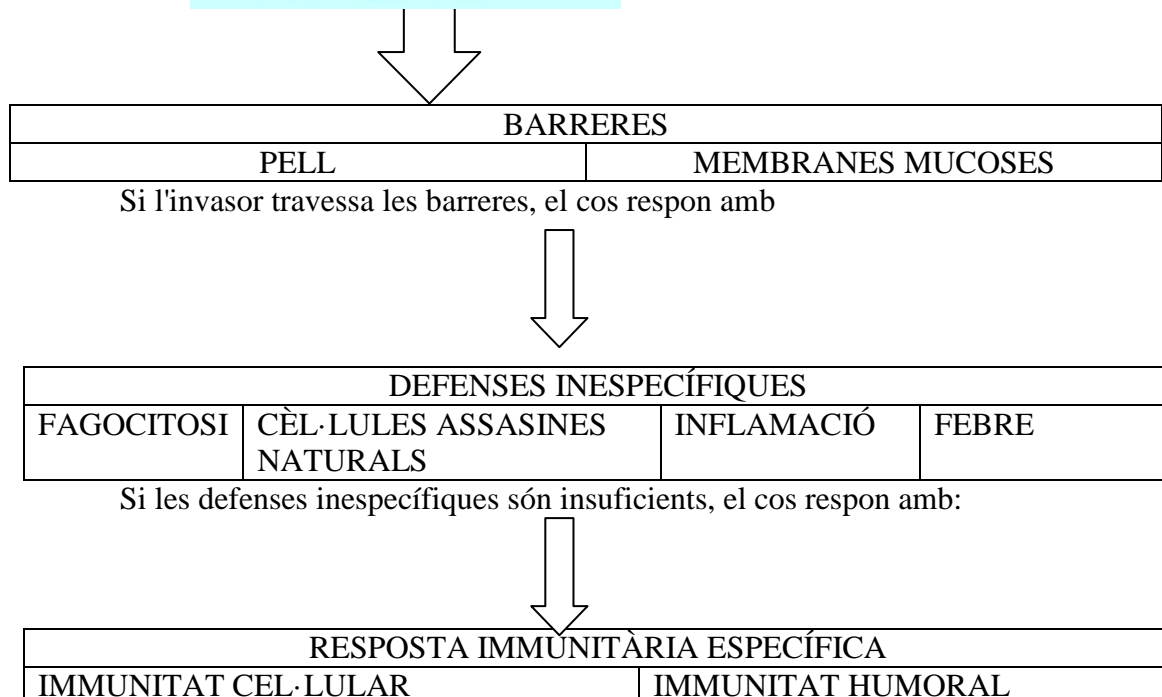 BARRERES
PELL MEMBRANES MUCOSES
Si l'invasor travessa les barreres, el cos respon amb
DEFENSES INESPECÍFIQUES
FAGOCITOSI CÈL·LULES ASSASINES INFLAMACIÓ FEBRE
NATURALS
Si les defenses inespecífiques són insuficients, el cos respon amb:
RESPOSTA IMMUNITÀRIA ESPECÍFICA
IMMUNITAT CEL·LULAR IMMUNITAT HUMORAL